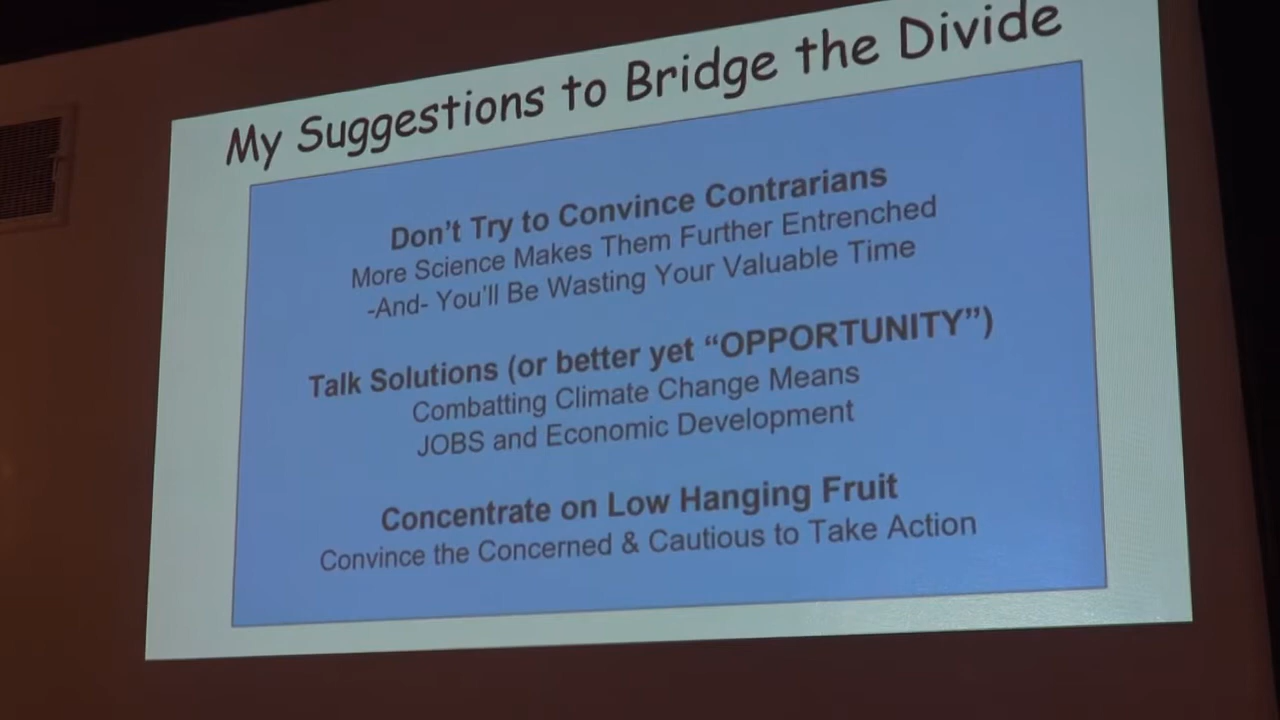 My Suggestions to Bridge the Divide
Don't Try to Convince Contrarians
More Science Makes Them Further Entrenched
-And- You'll Be Wasting Your Valuable Time
Talk Solutions (or better yet “OPPORTUNITY”)
Combatting Climate Change Means
JOBS and Economic Development
Concentrate on Low Hanging Fruit
Convince the Concerned & Cautious to Take Action